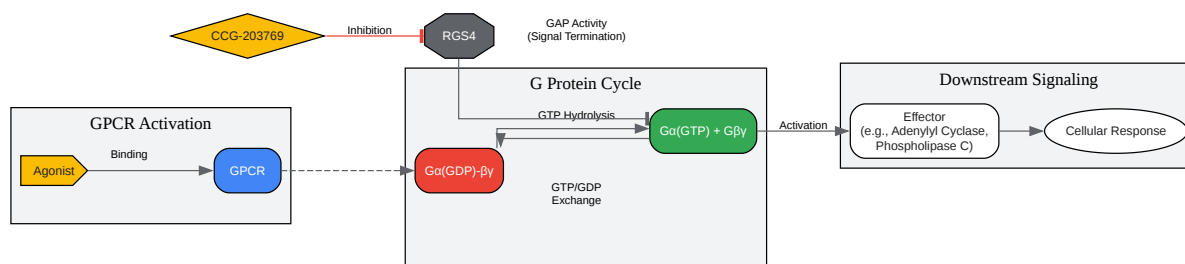 CCG-203769
Inhibition
RGS4
GAP Activity
(Signal Termination)
GPCR Activation
Agonist
Binding
GPCR
G Protein Cycle
GTP Hydrolysis
Gα(GDP)-βγ
Gα(GTP) + Gβγ
GTP/GDP
Exchange
Activation
Downstream Signaling
Effector
(e.g., Adenylyl Cyclase,
Phospholipase C)
Cellular Response